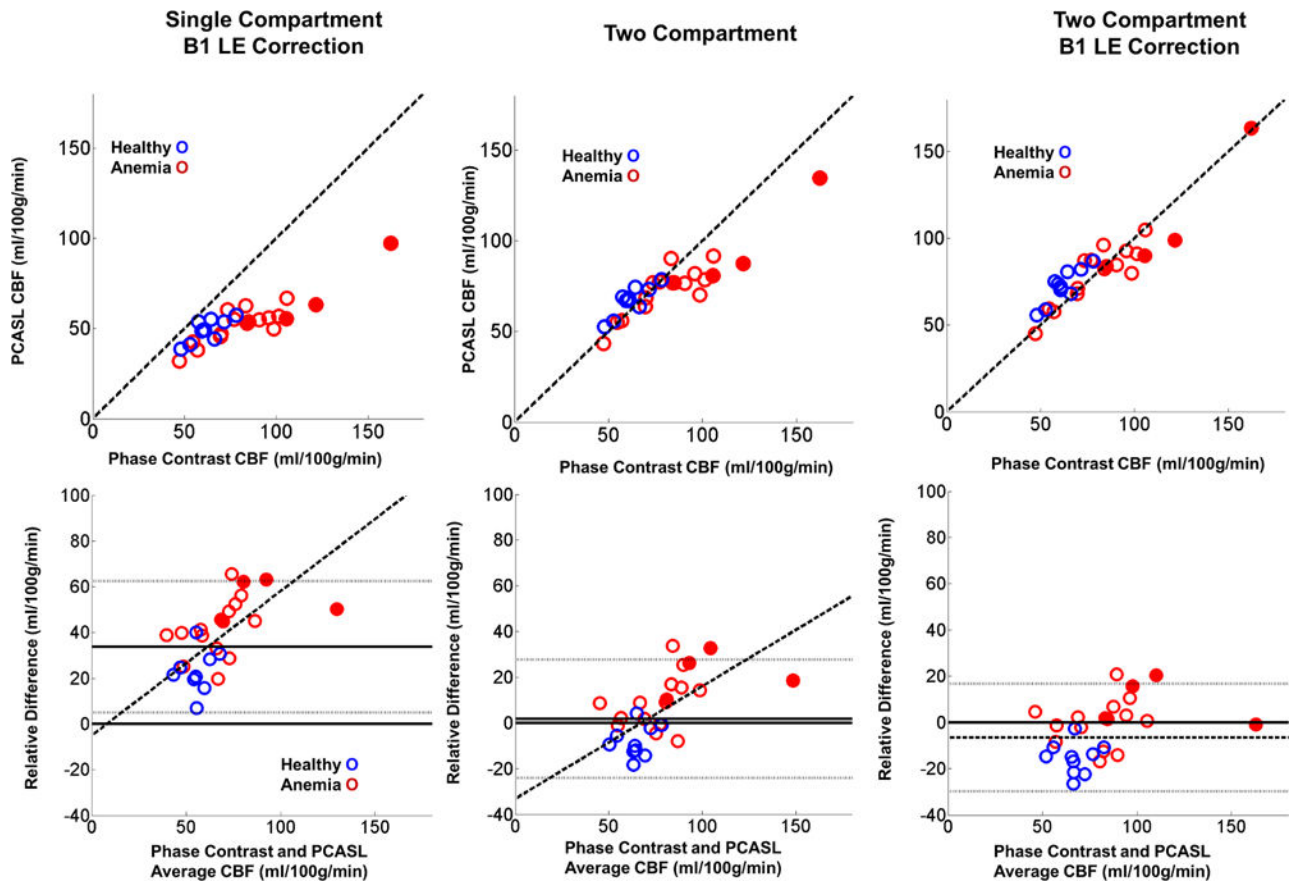 Single Compartment
B1 LE Correction
Two Compartment
Two Compartment
B1 LE Correction
PCASL CBF (ml/100g/min)
150
100
50
0
Healthy
Anemia
0 50 100 150
Phase Contrast CBF (ml/100g/min)
PCASL CBF (ml/100g/min)
150
100
50
0
Healthy
Anemia
0 50 100 150
Phase Contrast CBF (ml/100g/min)
150
100
50
0
Healthy
Anemia
0 50 100 150
Phase Contrast CBF (ml/100g/min)
Relative Difference (ml/100g/min)
100
80
60
40
20
0
-20
-40
Healthy
Anemia
0 50 100 150
Phase Contrast and PCASL
Average CBF (ml/100g/min)
Relative Difference (ml/100g/min)
100
80
60
40
20
0
-20
-40
0 50 100 150
Phase Contrast and PCASL
Average CBF (ml/100g/min)
Relative Difference (ml/100g/min)
100
80
60
40
20
0
-20
-40
0 50 100 150
Phase Contrast and PCASL
Average CBF (ml/100g/min)